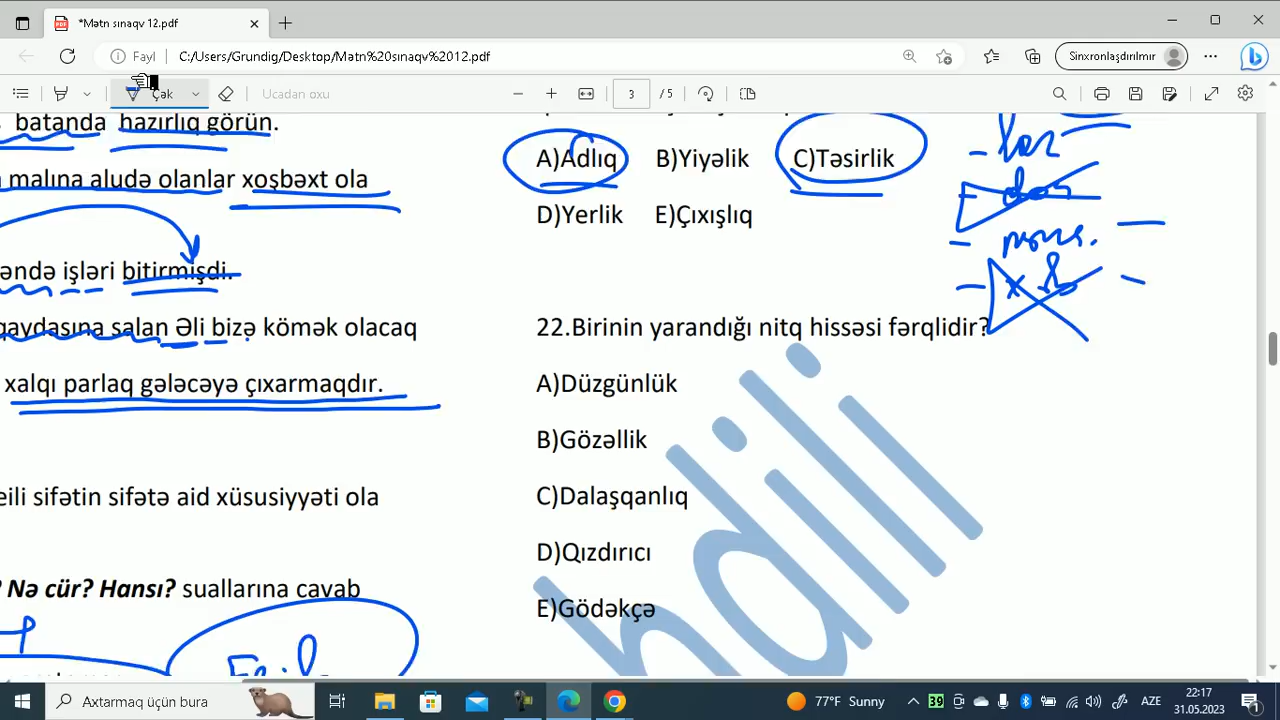 *Mətn sınaqv 12.pdf
Fayl
C:/Users/Grundig/Desktop/Mətn%20sınaqv%2012.pdf
Sinxronlaşdırılmır
Çək
Ucadan oxu
3 /5
batanda hazırlıq görün.
malına aludə olanlar xoşbəxt ola
əndə işləri bitirmişdi.
qaydasına salan Əli bizə kömək olacaq
xalqı parlaq gələcəyə çıxarmaqdır.
eili sifətin sifətə aid xüsusiyyəti ola
? Nə cür? Hansı? suallarına cavab
A)Adlıq B)Yiyəlik C)Təsirlik
D)Yerlik E)Çıxışlıq
22.Birinin yarandığı nitq hissəsi fərqlidir?
A)Düzgünlük
B)Gözəllik
C)Dalaşqanlıq
D)Qızdırıcı
E)Gödəkçə
Axtarmaq üçün bura
77°F Sunny
39
AZE
22:17
31.05.2023